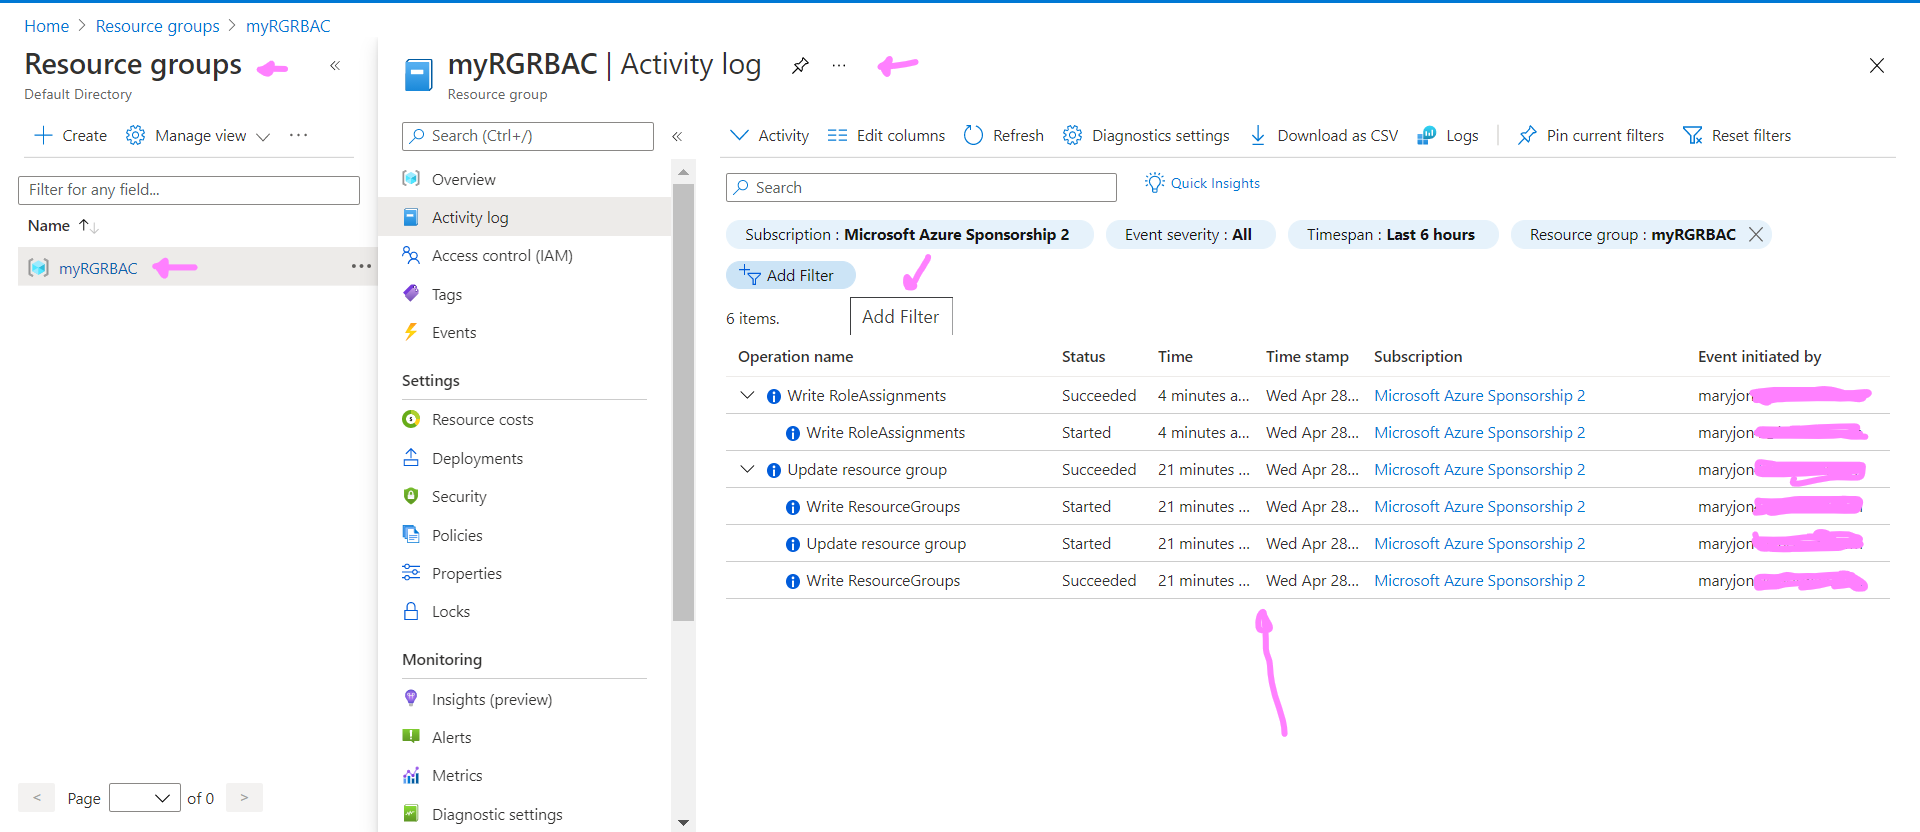 Home > Resource groups > myRGRBAC
Resource groups «
Default Directory
+ Create Manage view ···
Filter for any field...
Name ↑↓
myRGRBAC ···
< Page of 0 >
myRGRBAC | Activity log ···
Resource group
Search (Ctrl+/) «
Overview
Activity log
Access control (IAM)
Tags
Events
Settings
Resource costs
Deployments
Security
Policies
Properties
Locks
Monitoring
Insights (preview)
Alerts
Metrics
Diagnostic settings
Activity Edit columns Refresh Diagnostics settings Download as CSV Logs Pin current filters Reset filters
Search Quick Insights
Subscription : Microsoft Azure Sponsorship 2 Event severity : All Timespan : Last 6 hours Resource group : myRGRBAC
Add Filter
6 items. Add Filter
Operation name Status Time Time stamp Subscription Event initiated by
Write RoleAssignments Succeeded 4 minutes a... Wed Apr 28... Microsoft Azure Sponsorship 2 maryjon
Write RoleAssignments Started 4 minutes a... Wed Apr 28... Microsoft Azure Sponsorship 2 maryjon
Update resource group Succeeded 21 minutes ... Wed Apr 28... Microsoft Azure Sponsorship 2 maryjon
Write ResourceGroups Started 21 minutes ... Wed Apr 28... Microsoft Azure Sponsorship 2 maryjon
Update resource group Started 21 minutes ... Wed Apr 28... Microsoft Azure Sponsorship 2 maryjon
Write ResourceGroups Succeeded 21 minutes ... Wed Apr 28... Microsoft Azure Sponsorship 2 maryjon